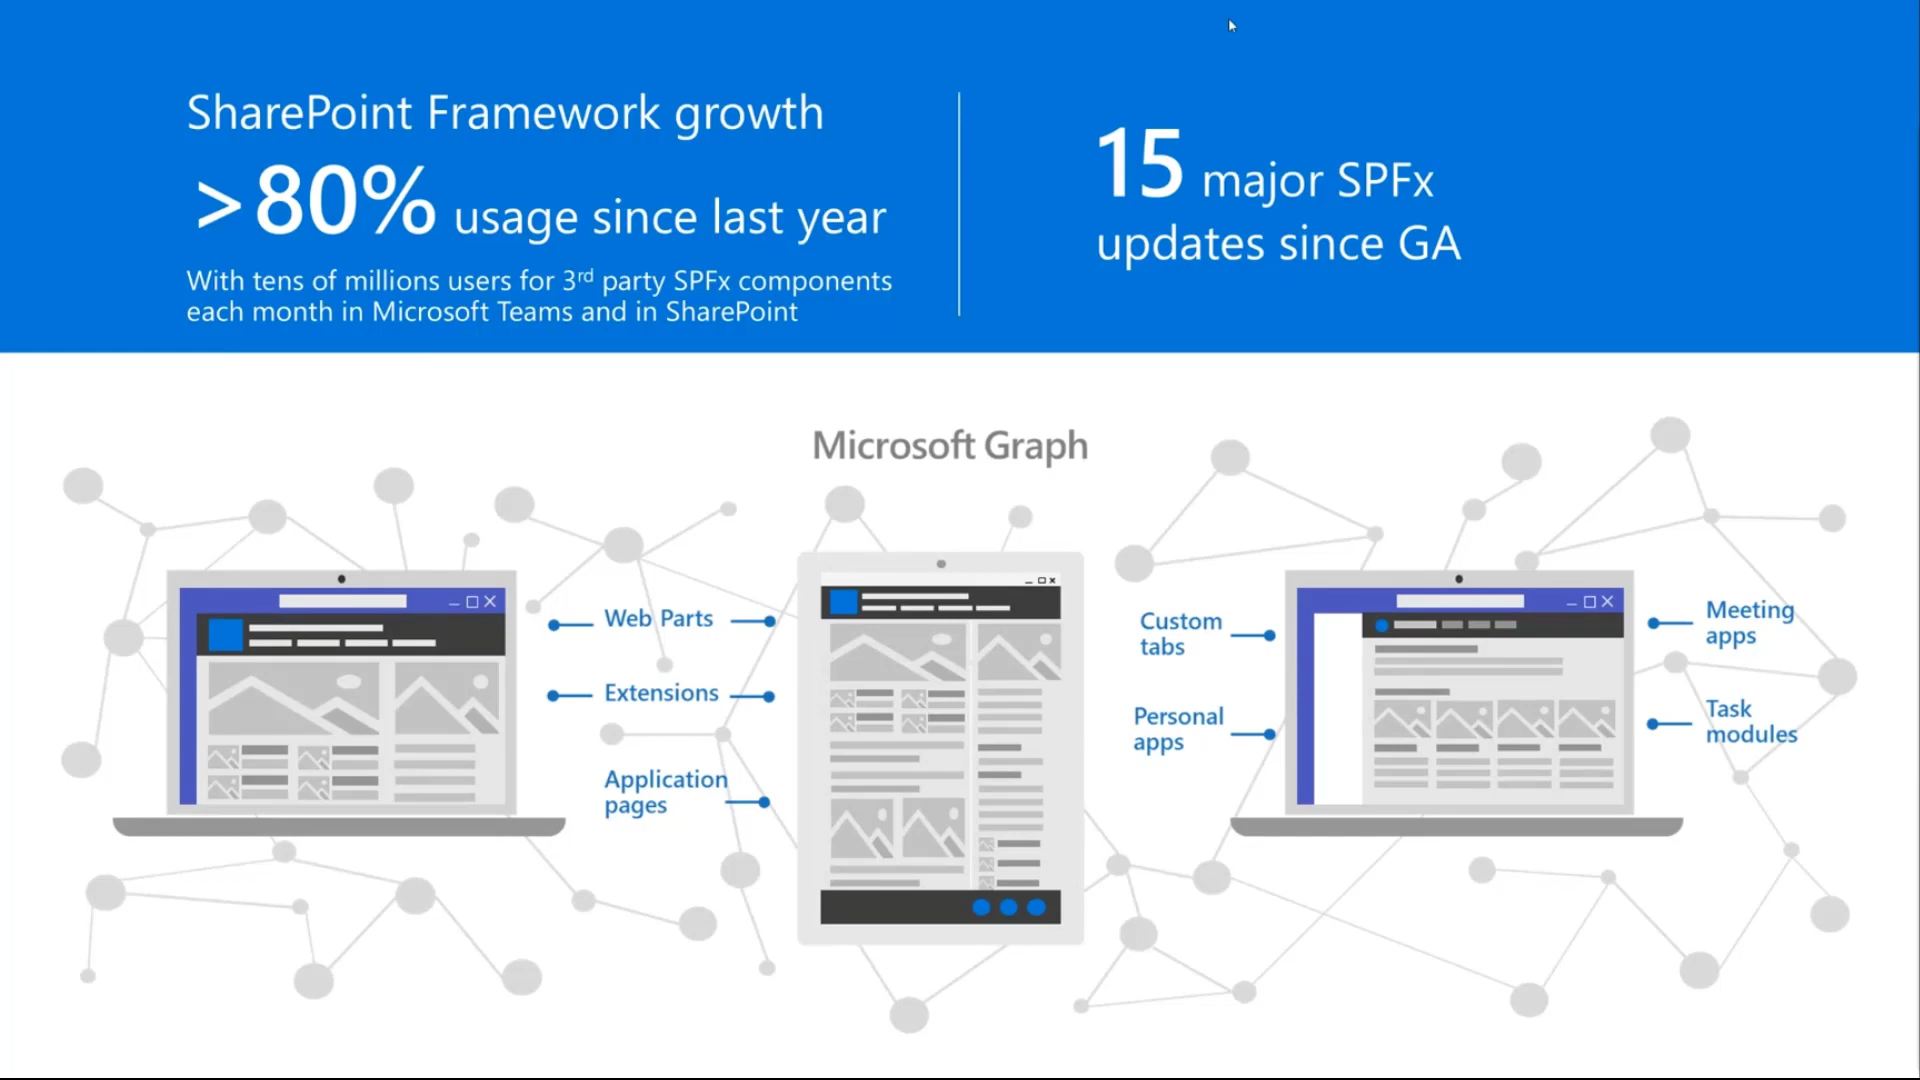 SharePoint Framework growth
>80% usage since last year
With tens of millions users for 3rd party SPFx components
each month in Microsoft Teams and in SharePoint
15 major SPFx
updates since GA
Microsoft Graph
Web Parts
Extensions
Application
pages
Custom
tabs
Personal
apps
Meeting
apps
Task
modules